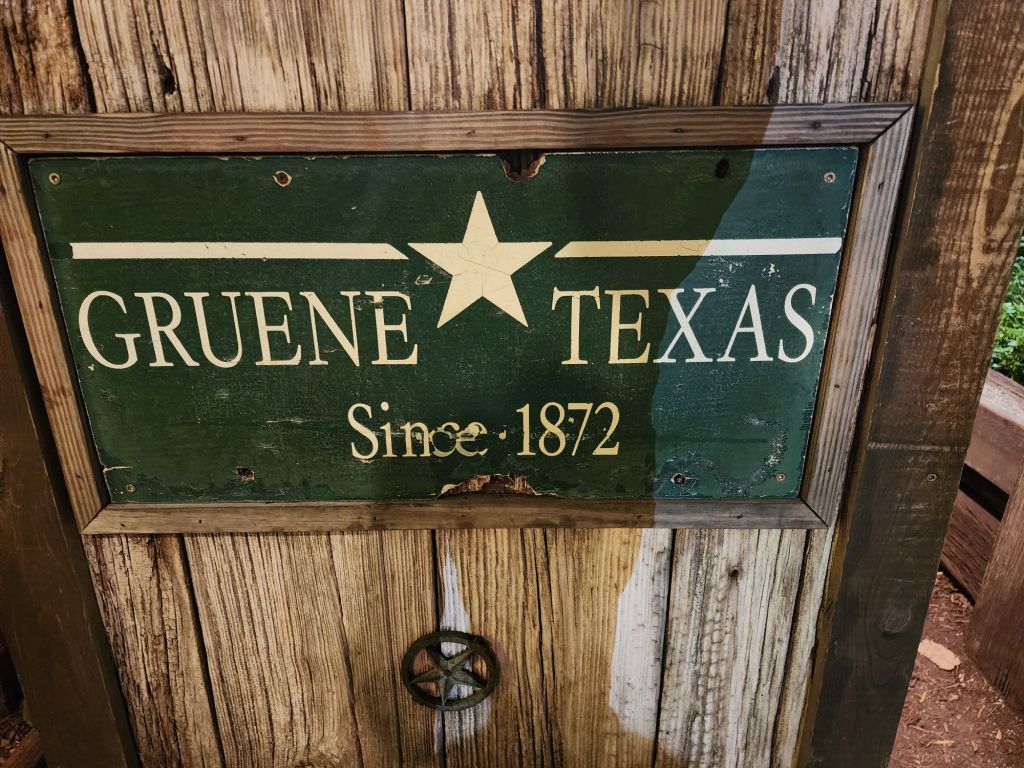 GRUENE TEXAS
Since 1872